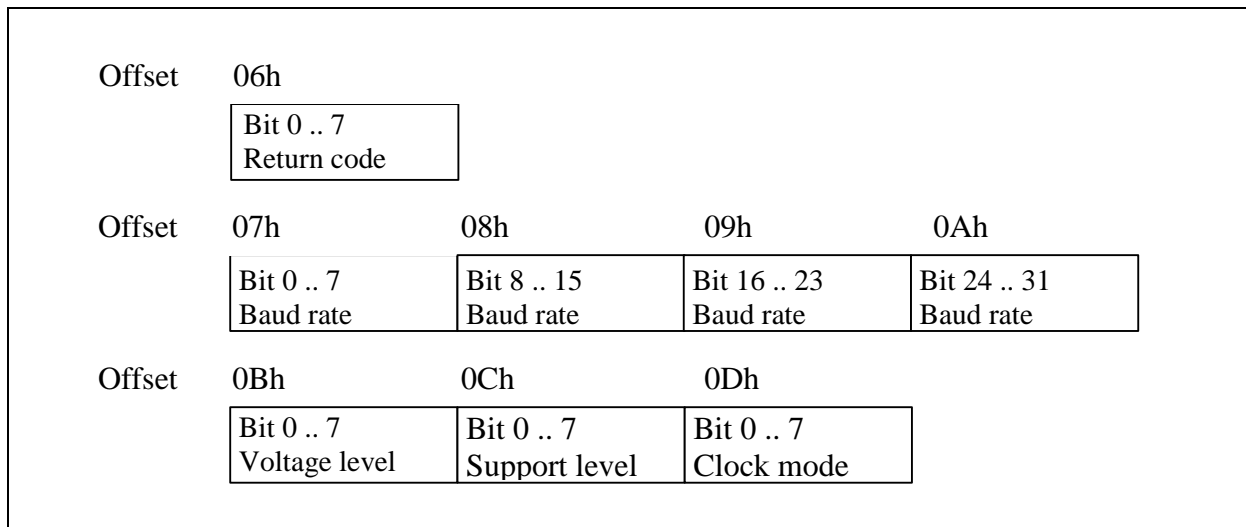 Offset 06h
Bit 0 .. 7
Return code
Offset 07h 08h 09h 0Ah
Bit 0 .. 7 Bit 8 .. 15 Bit 16 .. 23 Bit 24 .. 31
Baud rate Baud rate Baud rate Baud rate
Offset 0Bh 0Ch 0Dh
Bit 0 .. 7 Bit 0 .. 7 Bit 0 .. 7
Voltage level Support level Clock mode